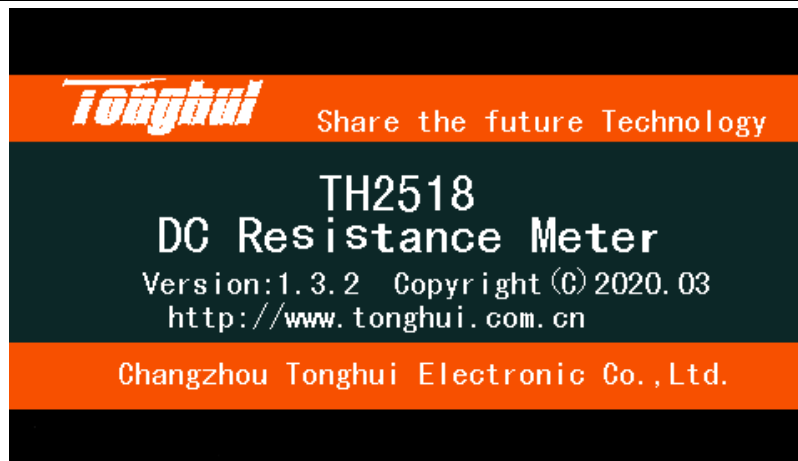 Tonghui
Share the future Technology
TH2518
DC Resistance Meter
Version:1.3.2 Copyright(C)2020.03
http://www.tonghui.com.cn
Changzhou Tonghui Electronic Co.,Ltd.